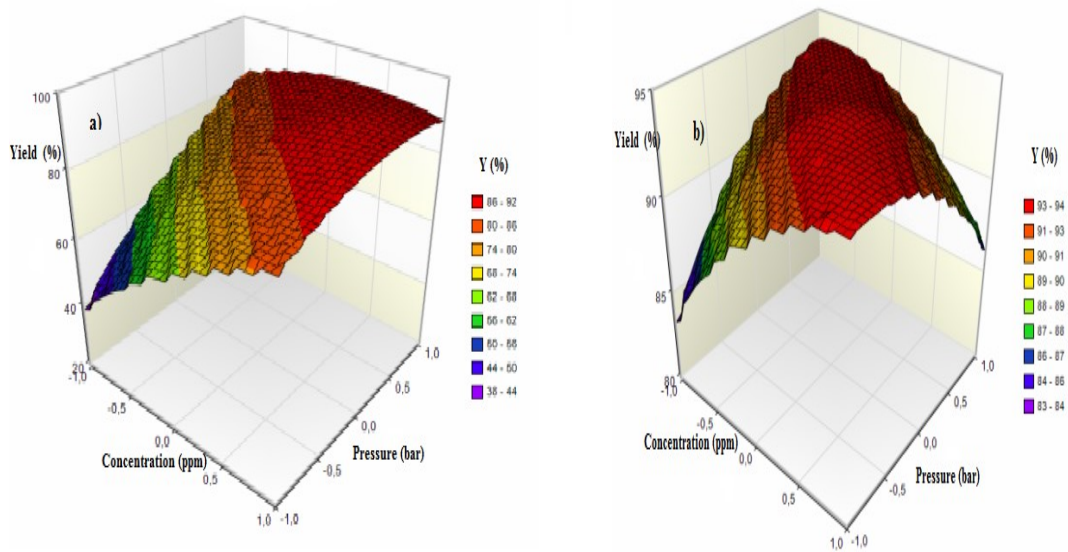 a)
Yield (%)
100
80
60
40
20
-1,0
-0,5
0,0
0,5
1,0
Concentration (ppm)
-1,0
-0,5
0,0
0,5
1,0
Pressure (bar)
Y (%)
86 - 92
80 - 86
74 - 80
68 - 74
62 - 68
56 - 62
50 - 56
44 - 50
38 - 44
b)
Yield (%)
95
90
85
80
-1,0
-0,5
0,0
0,5
1,0
Concentration (ppm)
-1,0
-0,5
0,0
0,5
1,0
Pressure (bar)
Y (%)
93 - 94
91 - 93
90 - 91
89 - 90
88 - 89
87 - 88
86 - 87
84 - 86
83 - 84